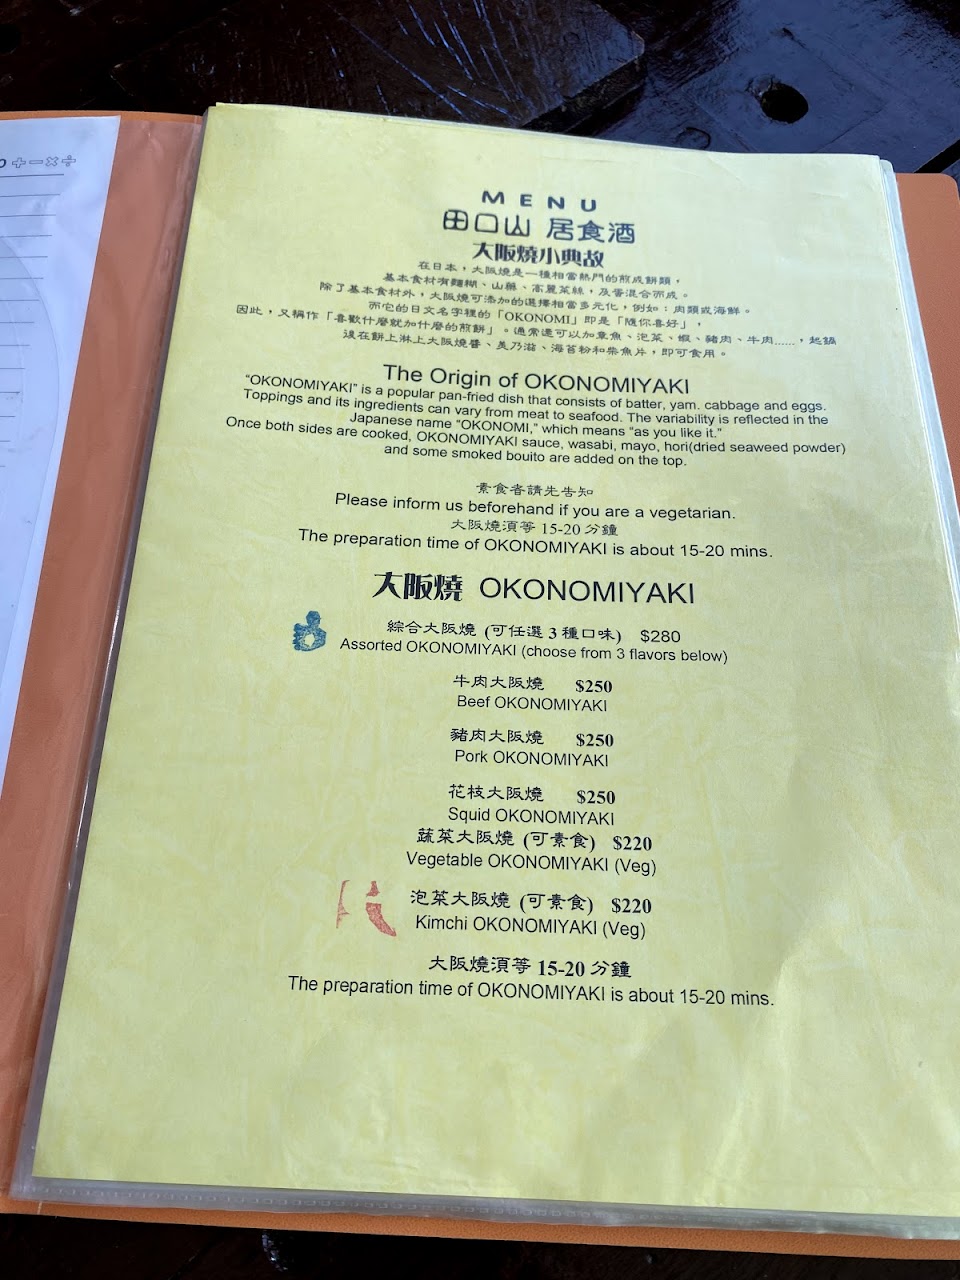 +−×÷
MENU
田口山 居食酒
大阪燒小典故
在日本，大阪燒是一種相當熱門的煎成餅類，
基本食材有麵糊、山藥、高麗菜絲，及蛋混合而成。
除了基本食材外，大阪燒可添加的選擇相當多元化，例如：肉類或海鮮。
而它的日文名字裡的「OKONOMI」即是「隨你喜好」，
因此，又稱作「喜歡什麼就加什麼的煎餅」。通常還可以加章魚、泡菜、蝦、豬肉、牛肉......，起鍋
後在餅上淋上大阪燒醬、美乃滋、海苔粉和柴魚片，即可食用。
The Origin of OKONOMIYAKI
“OKONOMIYAKI” is a popular pan-fried dish that consists of batter, yam. cabbage and eggs.
Toppings and its ingredients can vary from meat to seafood. The variability is reflected in the
Japanese name “OKONOMI,” which means “as you like it.”
Once both sides are cooked, OKONOMIYAKI sauce, wasabi, mayo, hori(dried seaweed powder)
and some smoked bouito are added on the top.
素食者請先告知
Please inform us beforehand if you are a vegetarian.
大阪燒須等 15-20 分鐘
The preparation time of OKONOMIYAKI is about 15-20 mins.
大阪燒 OKONOMIYAKI
綜合大阪燒 (可任選 3 種口味) $280
Assorted OKONOMIYAKI (choose from 3 flavors below)
牛肉大阪燒 $250
Beef OKONOMIYAKI
豬肉大阪燒 $250
Pork OKONOMIYAKI
花枝大阪燒 $250
Squid OKONOMIYAKI
蔬菜大阪燒 (可素食) $220
Vegetable OKONOMIYAKI (Veg)
泡菜大阪燒 (可素食) $220
Kimchi OKONOMIYAKI (Veg)
大阪燒須等 15-20 分鐘
The preparation time of OKONOMIYAKI is about 15-20 mins.